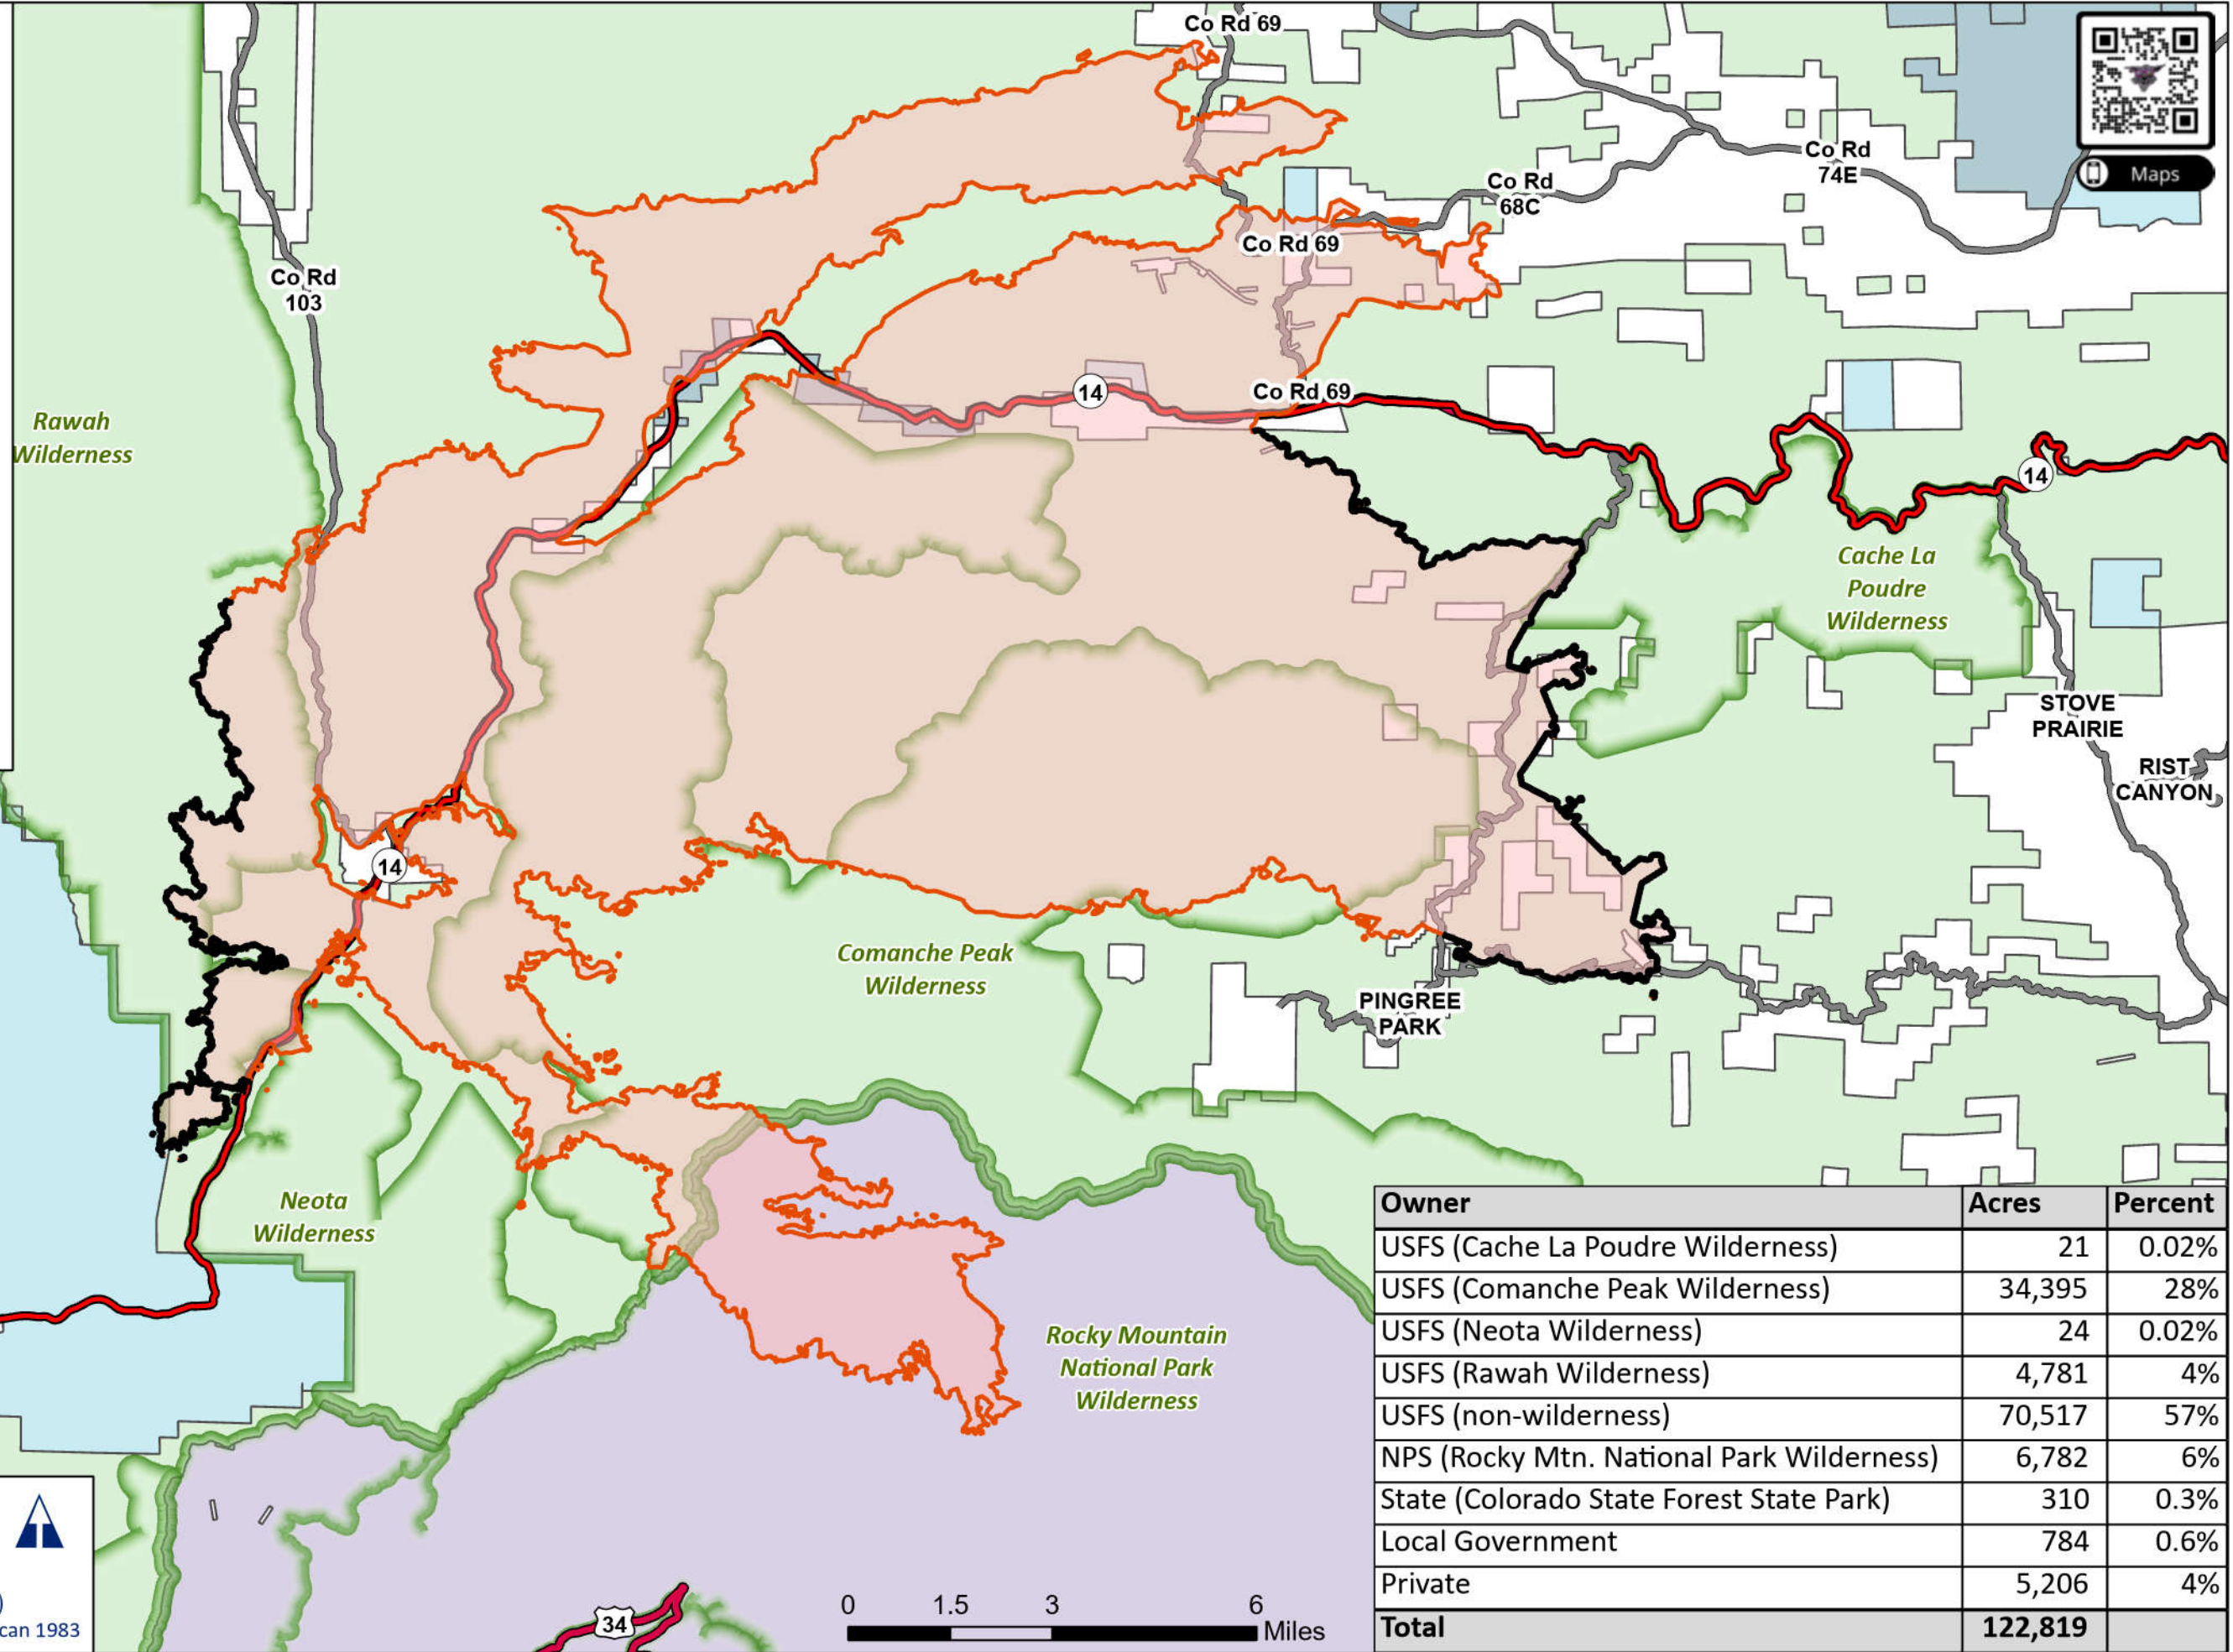 Co Rd 69
Maps
Co Rd
74E
Co Rd
68C
Co Rd 69
Co Rd
103
14
Co Rd 69
Rawah
Wilderness
14
Cache La
Poudre
Wilderness
STOVE
PRAIRIE
RIST
CANYON
14
Comanche Peak
Wilderness
PINGREE
PARK
Neota
Wilderness
Rocky Mountain
National Park
Wilderness
Owner Acres Percent
USFS (Cache La Poudre Wilderness) 21 0.02%
USFS (Comanche Peak Wilderness) 34,395 28%
USFS (Neota Wilderness) 24 0.02%
USFS (Rawah Wilderness) 4,781 4%
USFS (non-wilderness) 70,517 57%
NPS (Rocky Mtn. National Park Wilderness) 6,782 6%
State (Colorado State Forest State Park) 310 0.3%
Local Government 784 0.6%
Private 5,206 4%
Total 122,819
)
can 1983
34
0 1.5 3 6
Miles